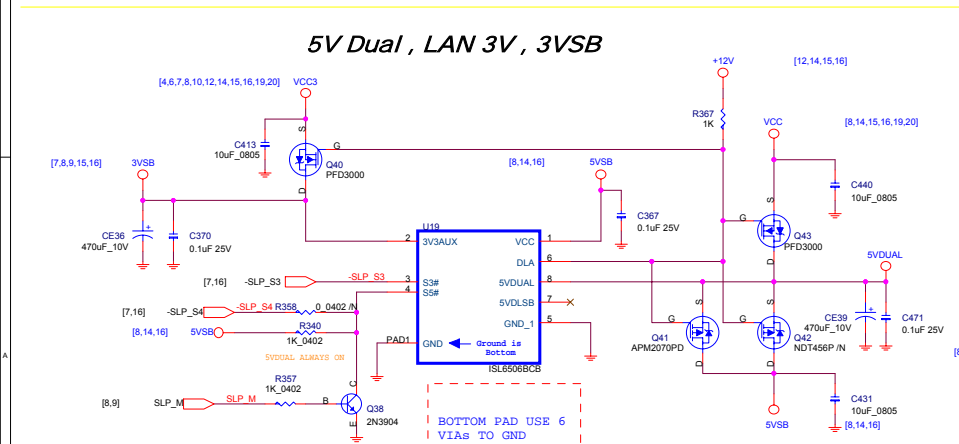 5V Dual , LAN 3V , 3VSB
+12V
[12,14,15,16]
[4,6,7,8,10,12,14,15,16,19,20]
VCC3
R367
1K
VCC
[8,14,15,16,19,20]
S
G
C413
10uF_0805
Q40
PFD3000
D
[7,8,9,15,16]
3VSB
[8,14,16]
5VSB
C440
10uF_0805
S
G
Q43
PFD3000
D
CE36
470uF_10V
+
C370
0.1uF 25V
C367
0.1uF 25V
U19
2
3V3AUX
VCC
1
DLA
6
5VDUAL
[7,16]
-SLP_S3
-SLP_S3
3
S3#
4
S5#
5VDUAL
8
5VDLSB
7
GND_1
5
[7,16]
-SLP_S4
-SLP_S4
R358
0_0402 /N
[8,14,16]
5VSB
R340
1K_0402
5VDUAL ALWAYS ON
PAD1
GND
Ground is
Bottom
ISL6506BCB
S
G
Q41
APM2070PD
D
S
G
Q42
NDT456P /N
D
CE39
470uF_10V
+
C471
0.1uF 25V
A
[8,9]
SLP_M
SLP_M
R357
1K_0402
B
C
E
Q38
2N3904
BOTTOM PAD USE 6
VIAs TO GND
5VSB
C431
10uF_0805
[8,14,16]